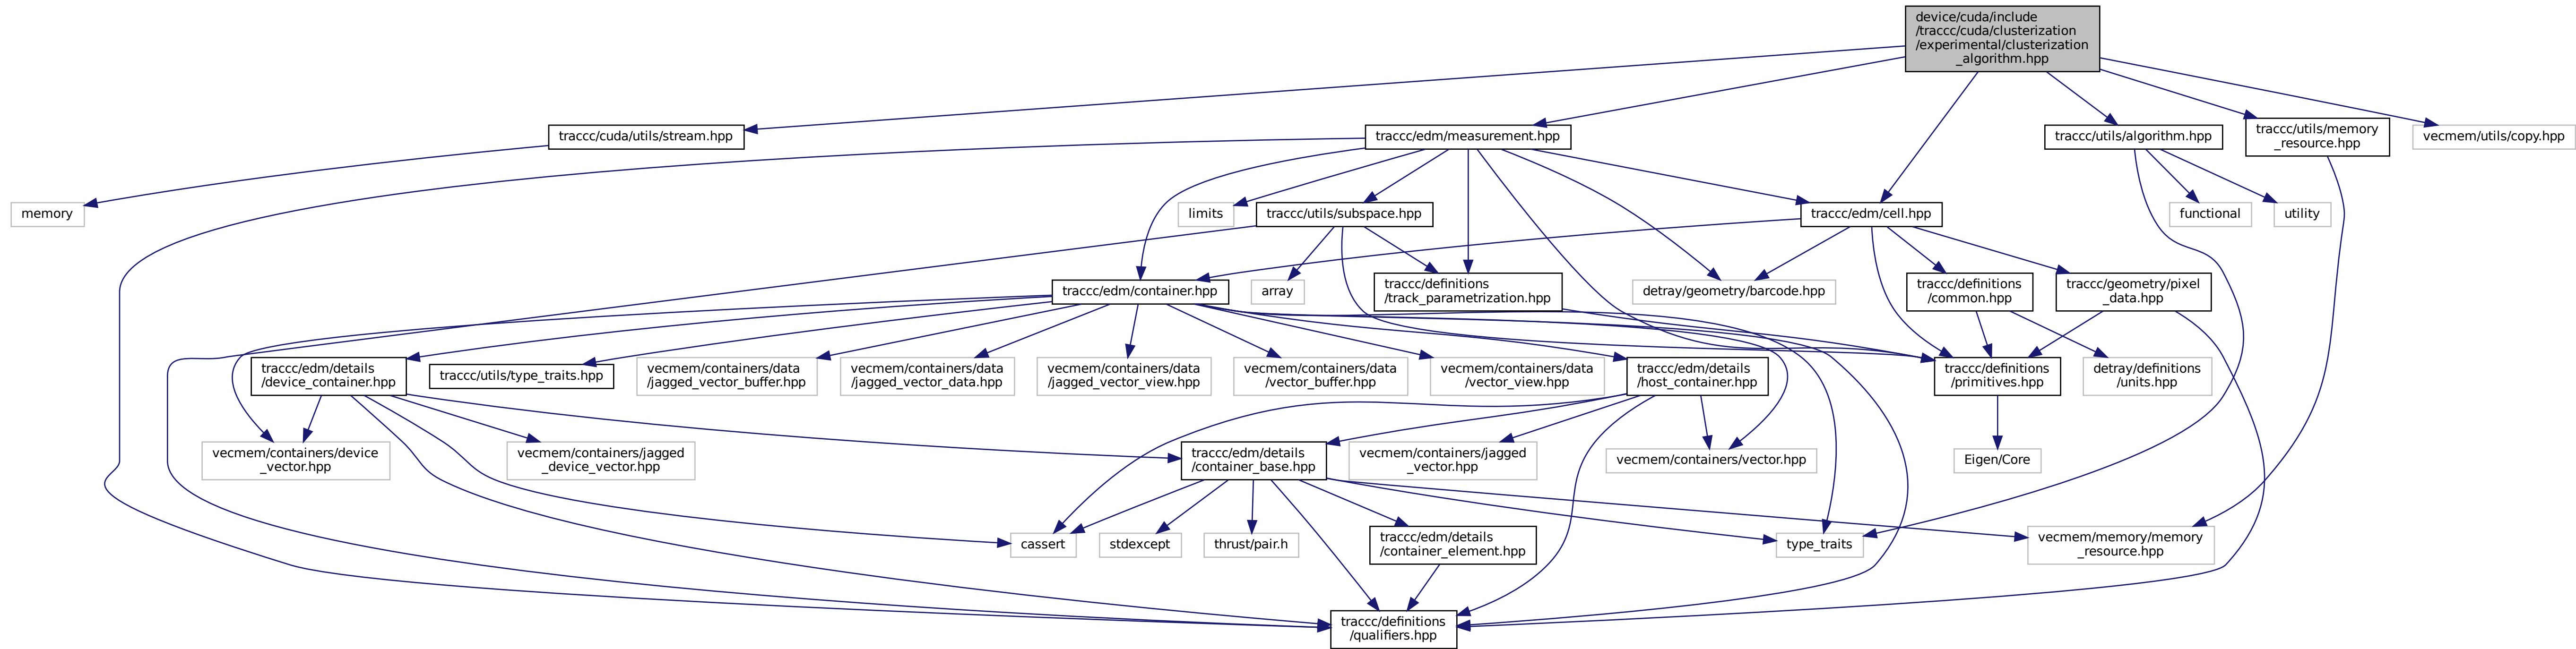 device/cuda/include
/traccc/cuda/clusterization
/experimental/clusterization
_algorithm.hpp
traccc/cuda/utils/stream.hpp
traccc/edm/measurement.hpp
traccc/utils/algorithm.hpp
traccc/utils/memory
_resource.hpp
vecmem/utils/copy.hpp
memory
limits
traccc/utils/subspace.hpp
traccc/edm/cell.hpp
functional
utility
traccc/edm/container.hpp
array
traccc/definitions
/track_parametrization.hpp
detray/geometry/barcode.hpp
traccc/definitions
/common.hpp
traccc/geometry/pixel
_data.hpp
traccc/edm/details
/device_container.hpp
traccc/utils/type_traits.hpp
vecmem/containers/data
/jagged_vector_buffer.hpp
vecmem/containers/data
/jagged_vector_data.hpp
vecmem/containers/data
/jagged_vector_view.hpp
vecmem/containers/data
/vector_buffer.hpp
vecmem/containers/data
/vector_view.hpp
traccc/edm/details
/host_container.hpp
traccc/definitions
/primitives.hpp
detray/definitions
/units.hpp
vecmem/containers/device
_vector.hpp
vecmem/containers/jagged
_device_vector.hpp
traccc/edm/details
/container_base.hpp
vecmem/containers/jagged
_vector.hpp
vecmem/containers/vector.hpp
Eigen/Core
cassert
stdexcept
thrust/pair.h
traccc/edm/details
/container_element.hpp
type_traits
vecmem/memory/memory
_resource.hpp
traccc/definitions
/qualifiers.hpp